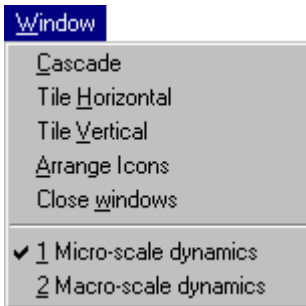 Window
Cascade
Tile Horizontal
Tile Vertical
Arrange Icons
Close windows
✓ 1 Micro-scale dynamics
2 Macro-scale dynamics